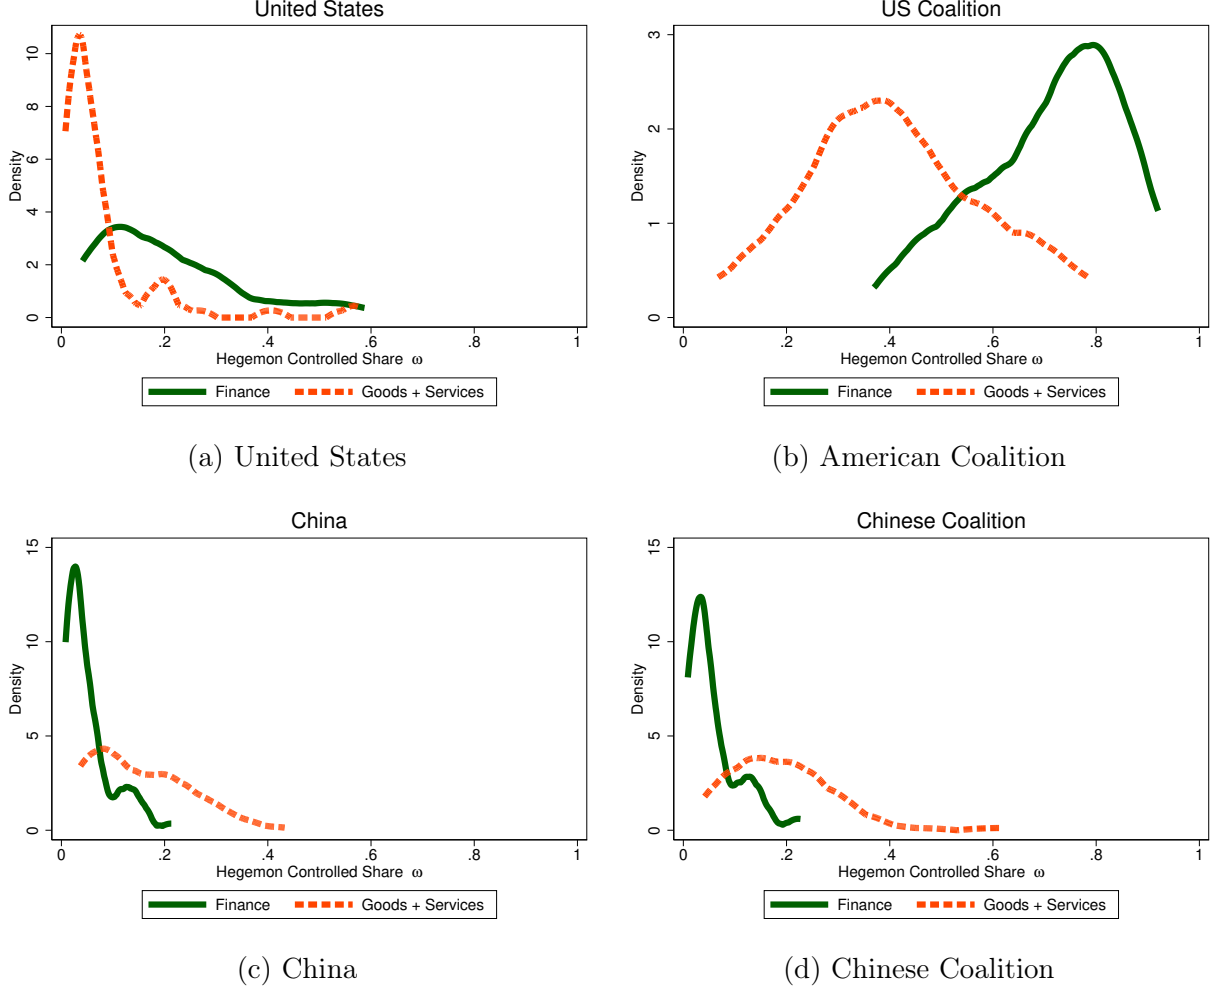 United States
Density
0
2
4
6
8
10
0 .2 .4 .6 .8 1
Hegemon Controlled Share ω
Finance Goods + Services
(a) United States
US Coalition
Density
0
1
2
3
0 .2 .4 .6 .8 1
Hegemon Controlled Share ω
Finance Goods + Services
(b) American Coalition
China
Density
0
5
10
15
0 .2 .4 .6 .8 1
Hegemon Controlled Share ω
Finance Goods + Services
(c) China
Chinese Coalition
Density
0
5
10
15
0 .2 .4 .6 .8 1
Hegemon Controlled Share ω
Finance Goods + Services
(d) Chinese Coalition